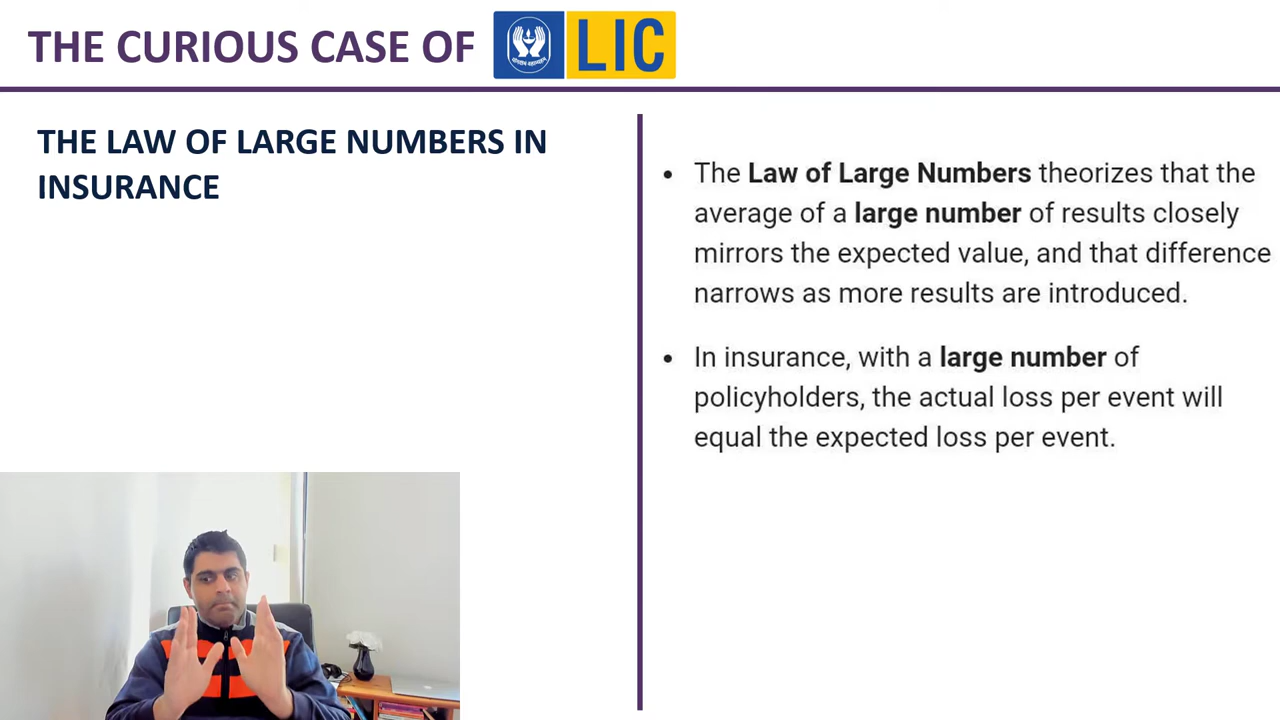 THE CURIOUS CASE OF LIC
THE LAW OF LARGE NUMBERS IN
INSURANCE
• The Law of Large Numbers theorizes that the
average of a large number of results closely
mirrors the expected value, and that difference
narrows as more results are introduced.
• In insurance, with a large number of
policyholders, the actual loss per event will
equal the expected loss per event.